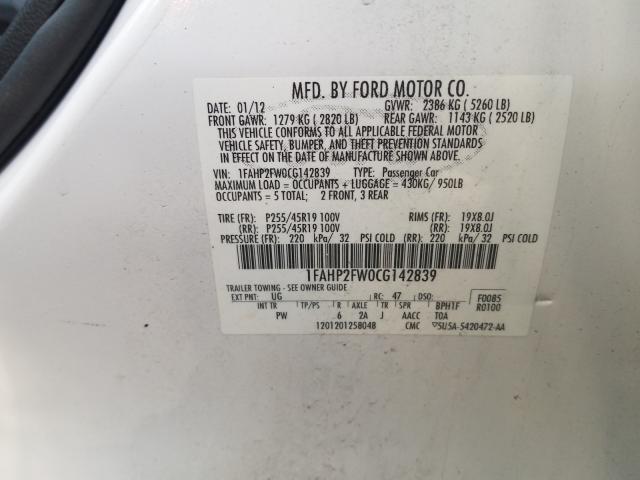 MFD. BY FORD MOTOR CO.
DATE: 01/12 GVWR: 2386 KG ( 5260 LB)
FRONT GAWR: 1279 KG ( 2820 LB) REAR GAWR: 1143 KG ( 2520 LB)
THIS VEHICLE CONFORMS TO ALL APPLICABLE FEDERAL MOTOR
VEHICLE SAFETY, BUMPER, AND THEFT PREVENTION STANDARDS
IN EFFECT ON THE DATE OF MANUFACTURE SHOWN ABOVE.
VIN: 1FAHP2FW0CG142839 TYPE: Passenger Car
MAXIMUM LOAD = OCCUPANTS + LUGGAGE = 430KG/ 950LB
OCCUPANTS = 5 TOTAL; 2 FRONT, 3 REAR
TIRE (FR): P255/45R19 100V RIMS (FR): 19X8.0J
(RR): P255/45R19 100V (RR): 19X8.0J
PRESSURE (FR): 220 kPa/ 32 PSI COLD (RR): 220 kPa/ 32 PSI COLD
1FAHP2FW0CG142839
TRAILER TOWING - SEE OWNER GUIDE
EXT PNT: UG RC: 47 DSO: F0085
INT TR TP/PS R AXLE TR SPR BPH1F R0100
PW 6 2A J AACC TOA
1201201258048 CMC 5U5A-5420472-AA